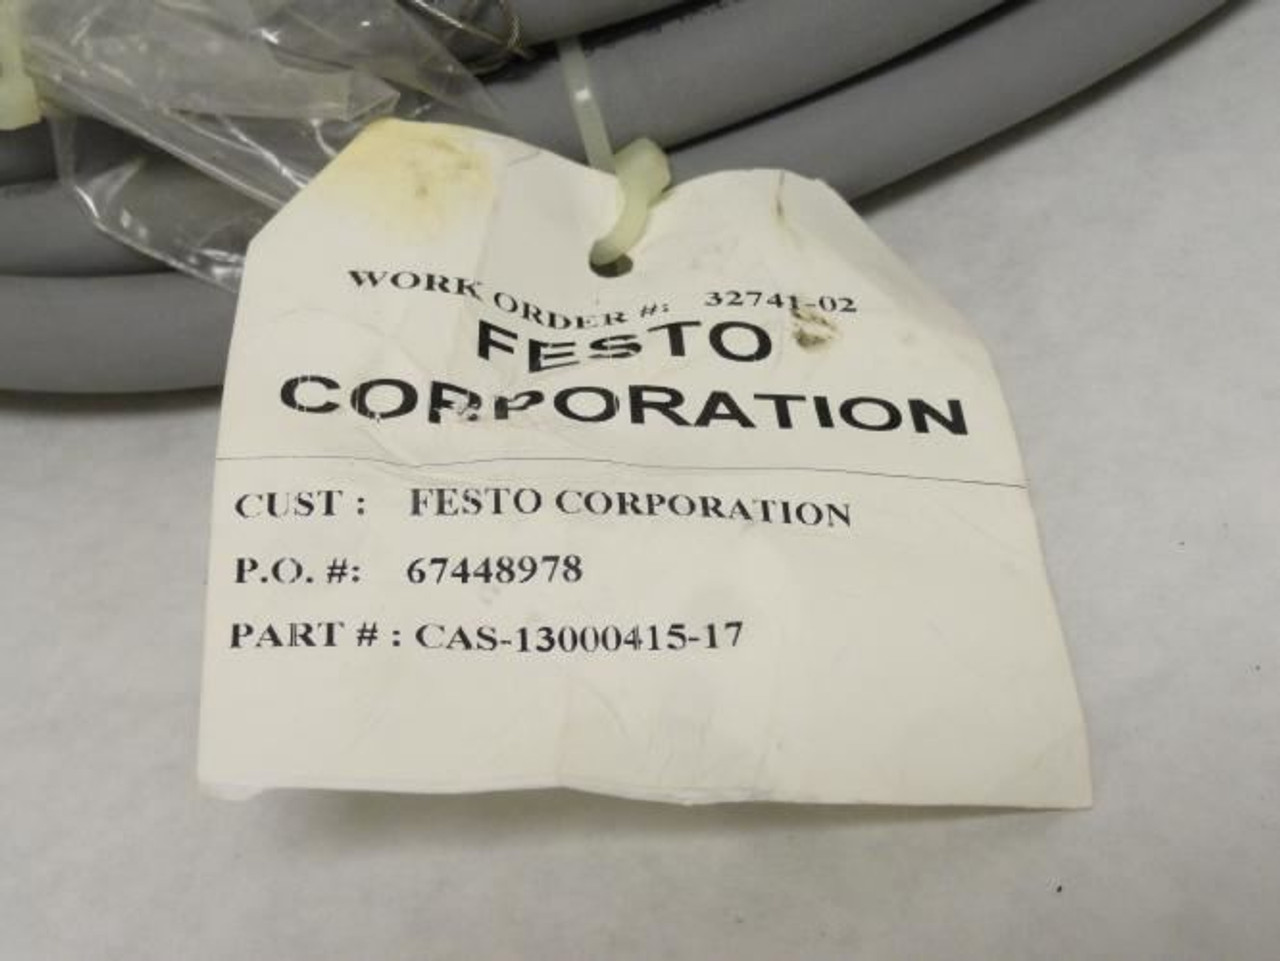 WORK ORDER #: 32741-02
FESTO
CORPORATION
CUST : FESTO CORPORATION
P.O. #: 67448978
PART # : CAS-13000415-17